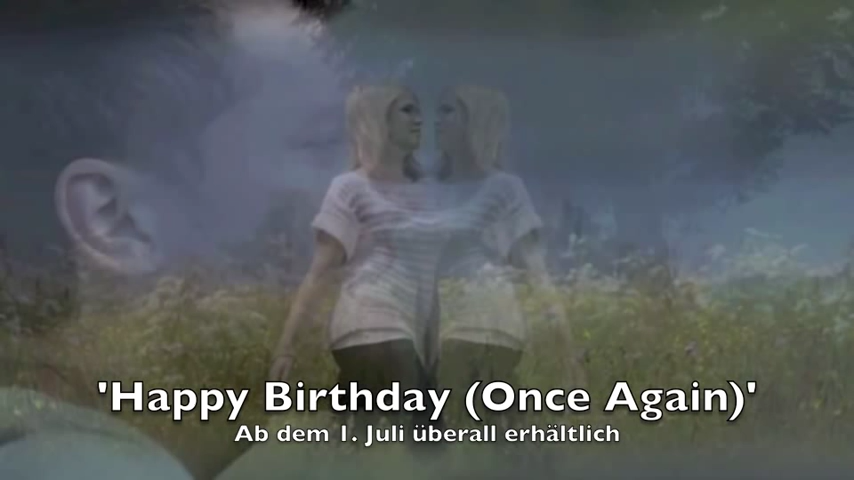 'Happy Birthday (Once Again)'
Ab dem 1. Juli überall erhältlich